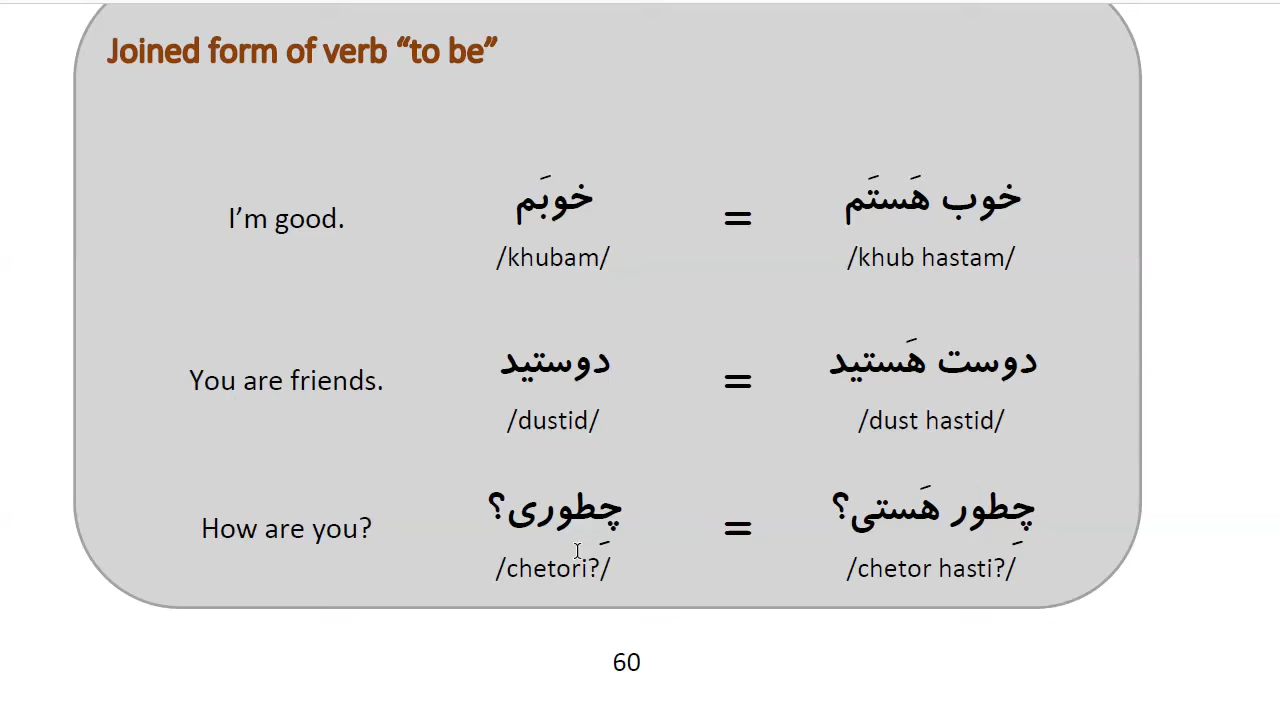 Joined form of verb “to be”
I’m good. خوبَم = خوب هَستَم
/khubam/ /khub hastam/
You are friends. دوستید = دوست هَستید
/dustid/ /dust hastid/
How are you? چِطوری؟ = چِطور هَستی؟
/chetori?/ /chetor hasti?/
60